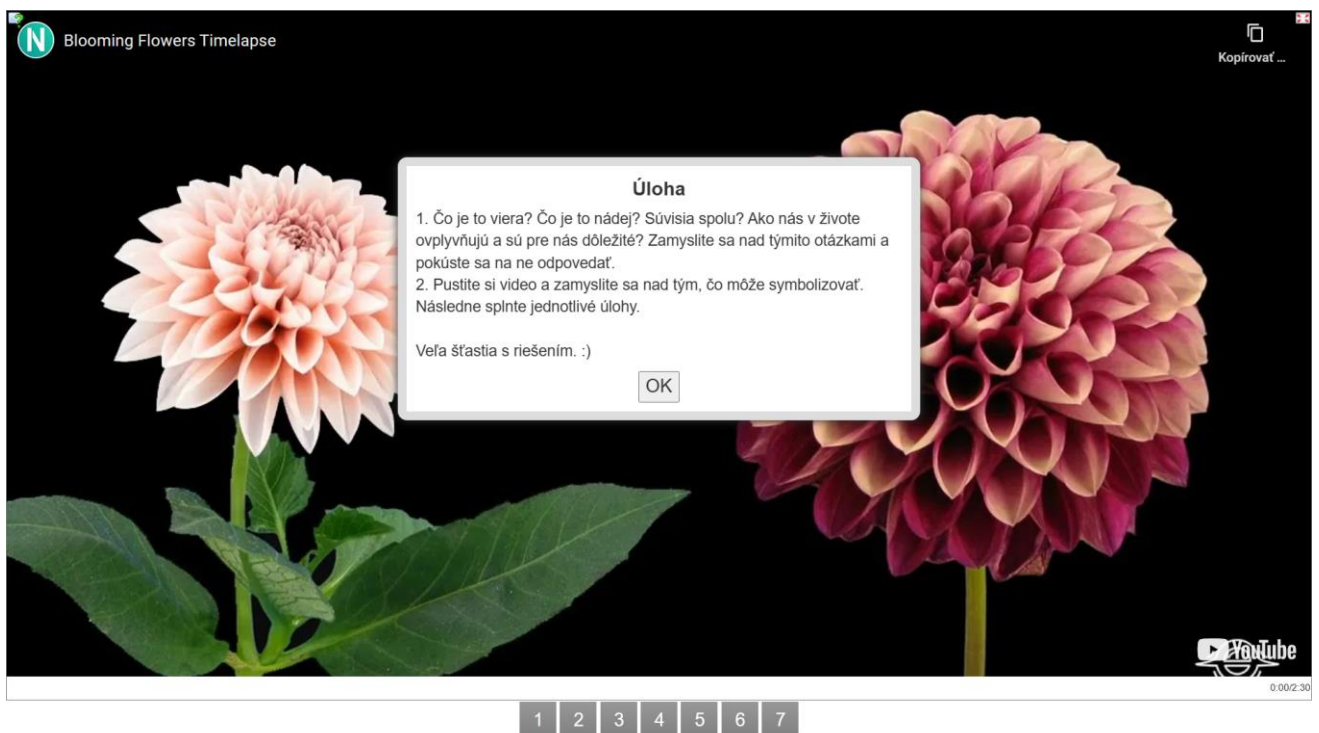 N
Blooming Flowers Timelapse
Kopírovať ...
Úloha
1. Čo je to viera? Čo je to nádej? Súvisia spolu? Ako nás v živote
ovplyvňujú a sú pre nás dôležité? Zamyslite sa nad týmito otázkami a
pokúste sa na ne odpovedať.
2. Pustite si video a zamyslite sa nad tým, čo môže symbolizovať.
Následne splnte jednotlivé úlohy.
Veľa šťastia s riešením. :)
OK
YouTube
0:00/2:30
1 2 3 4 5 6 7